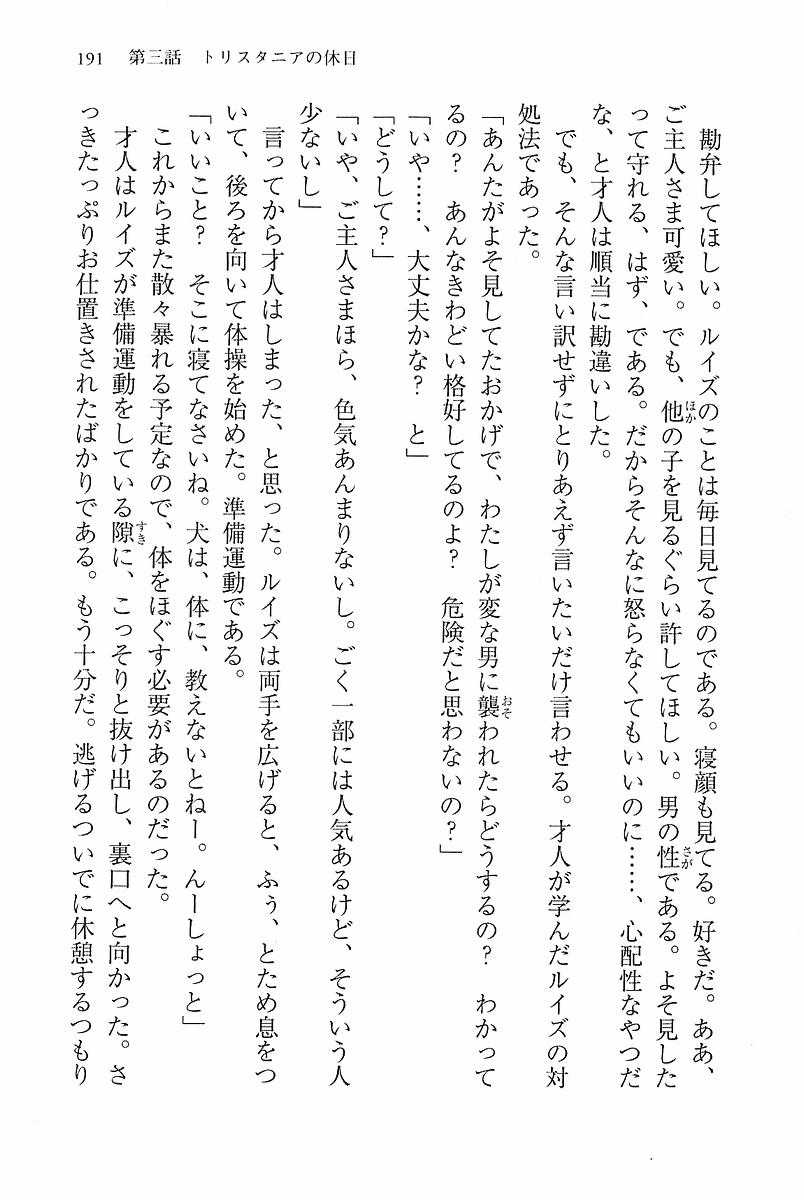 191　第三話　トリスタニアの休日
　勘弁してほしい。ルイズのことは毎日見てるのである。寝顔も見てる。好きだ。ああ、
ご主人さま可愛い。でも、他の子を見るぐらい許してほしい。男の性である。よそ見した
って守れる、はず、である。だからそんなに怒らなくてもいいのに……、心配性なやつだ
な、と才人は順当に勘違いした。
　でも、そんな言い訳せずにとりあえず言いたいだけ言わせる。才人が学んだルイズの対
処法であった。
「あんたがよそ見してたおかげで、わたしが変な男に襲われたらどうするの？　わかって
るの？　あんなきわどい格好してるのよ？　危険だと思わないの？」
「いや……、大丈夫かな？　と」
「どうして？」
「いや、ご主人さまほら、色気あんまりないし。ごく一部には人気あるけど、そういう人
少ないし」
　言ってから才人はしまった、と思った。ルイズは両手を広げると、ふぅ、とため息をつ
いて、後ろを向いて体操を始めた。準備運動である。
「いいこと？　そこに寝てなさいね。犬は、体に、教えないとねー。んーしょっと」
　これからまた散々暴れる予定なので、体をほぐす必要があるのだった。
　才人はルイズが準備運動をしている隙に、こっそりと抜け出し、裏口へと向かった。さ
っきたっぷりお仕置きされたばかりである。もう十分だ。逃げるついでに休憩するつもり